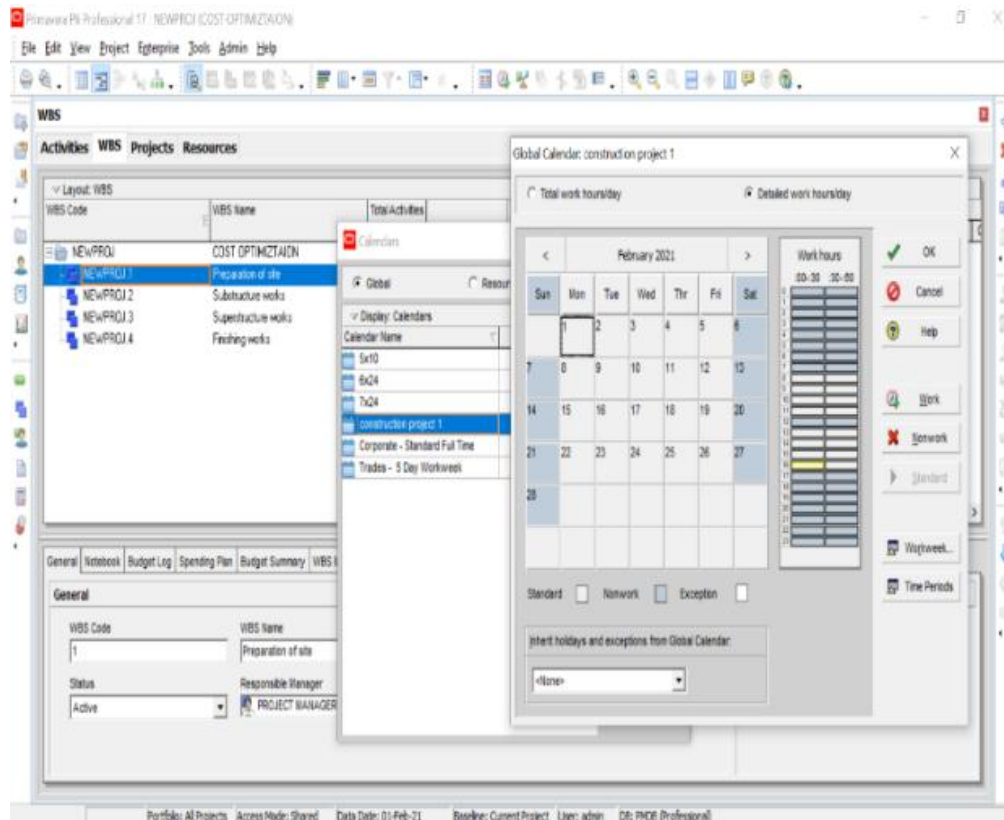 Primavera P6 Professional 17 : NEWPROJ (COST OPTIMIZTAION)
File Edit View Project Enterprise Tools Admin Help
WBS
Activities WBS Projects Resources
Layout: WBS
WBS Code WBS Name Total Activities
NEWPROJ COST OPTIMIZTAION
NEWPROJ.1 Preparation of site
NEWPROJ.2 Substructure works
NEWPROJ.3 Superstructure works
NEWPROJ.4 Finishing works
General Notebook Budget Log Spending Plan Budget Summary WBS
General
WBS Code WBS Name
1 Preparation of site
Status Responsible Manager
Active PROJECT MANAGER
Calendars
Global Resour
Display: Calendars
Calendar Name
5x10
6x24
7x24
construction project 1
Corporate - Standard Full Time
Trades - 5 Day Workweek
Global Calendar: construction project 1
Total work hours/day Detailed work hours/day
< February 2021 >
Sun Mon Tue Wed Thr Fri Sat
1 2 3 4 5 6
7 8 9 10 11 12 13
14 15 16 17 18 19 20
21 22 23 24 25 26 27
28
Work hours
:00-30 :30-60
Standard Nonwork Exception
Inherit holidays and exceptions from Global Calendar:
<None>
OK
Cancel
Help
Work
Nonwork
Standard
Workweek...
Time Periods
Portfolio: All Projects Access Mode: Shared Data Date: 01-Feb-21 Baseline: Current Project User: admin DB: PMDB (Professional)